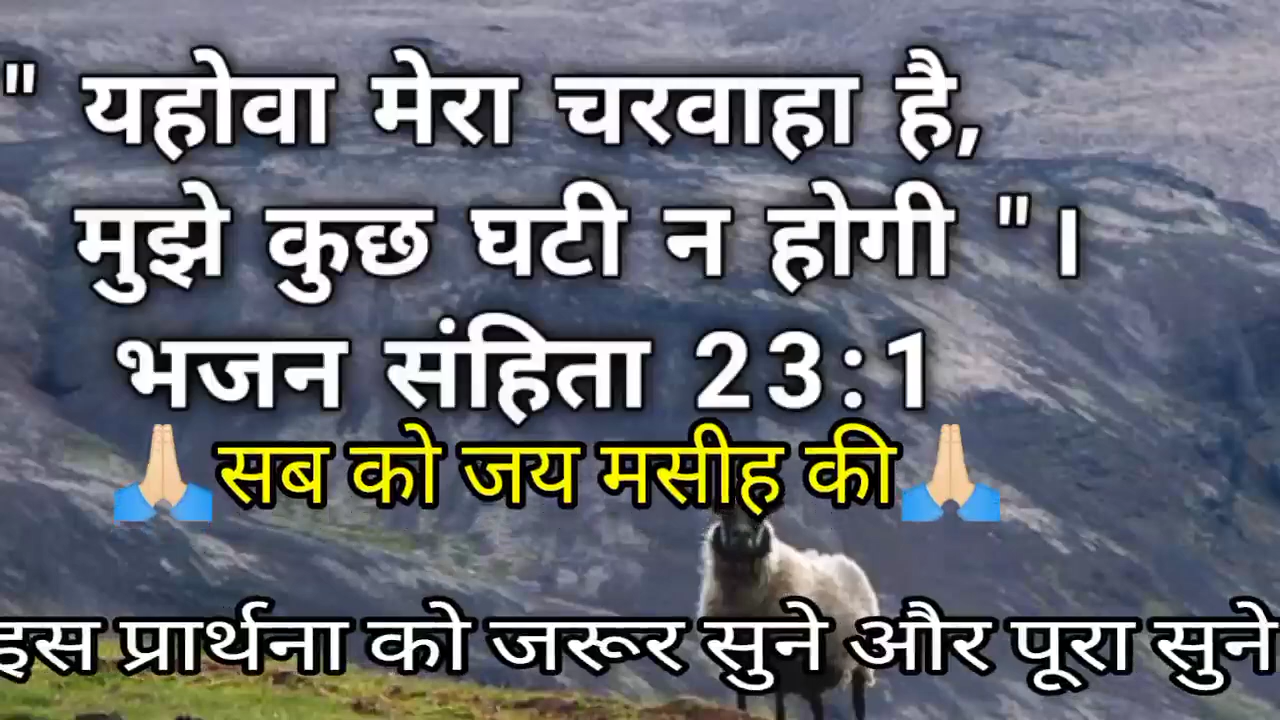 " यहोवा मेरा चरवाहा है,
मुझे कुछ घटी न होगी "।
भजन संहिता 23:1
🙏🏻सब को जय मसीह की🙏🏻
इस प्रार्थना को जरूर सुने और पूरा सुने